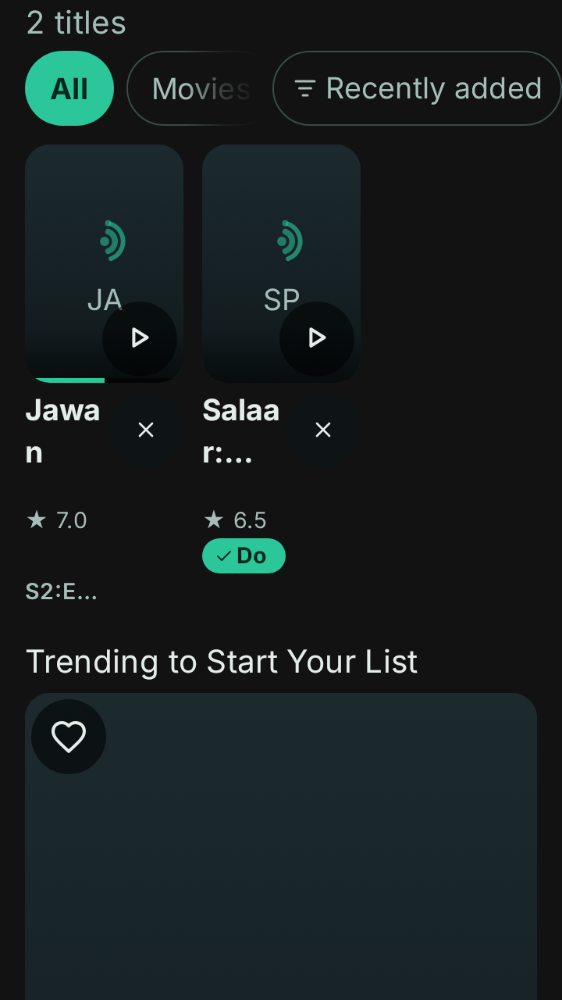 2 titles
All
Movies
Recently added
JA
SP
Jawa
n
Salaa
r:...
★ 7.0
★ 6.5
✓ Do
S2:E...
Trending to Start Your List